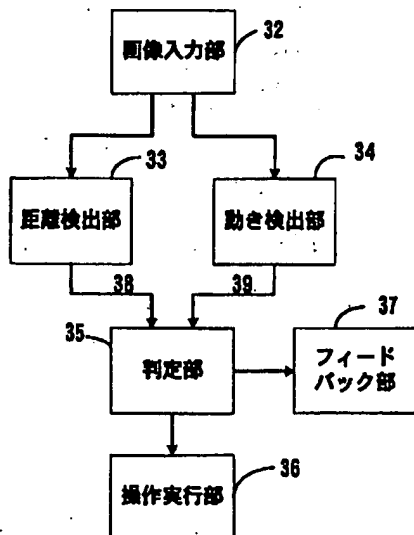 32
画像入力部
33
34
距離検出部
動き検出部
38
39
37
35
判定部
フィード
バック部
36
操作実行部